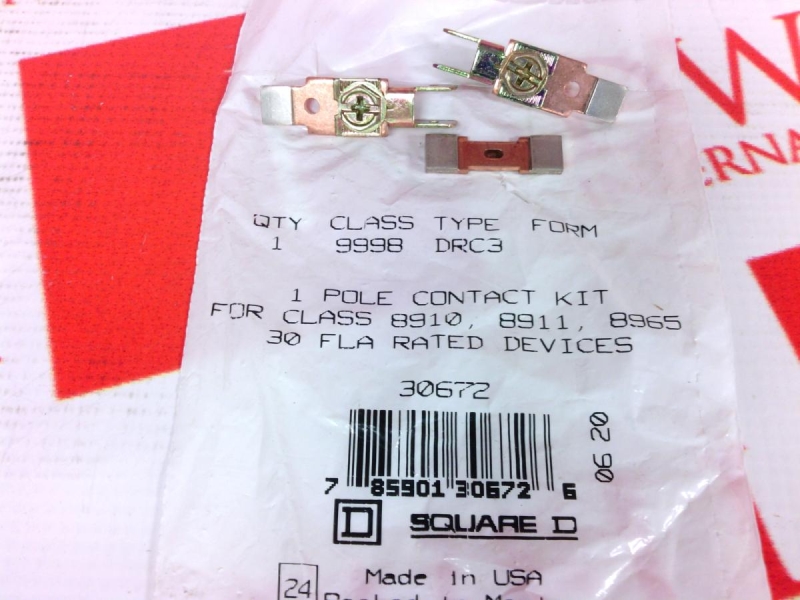 QTY CLASS TYPE FORM
1 9998 DRC3
1 POLE CONTACT KIT
FOR CLASS 8910, 8911, 8965
30 FLA RATED DEVICES
30672
06 20
7 85901 30672 6
D SQUARE D
24
Made in USA